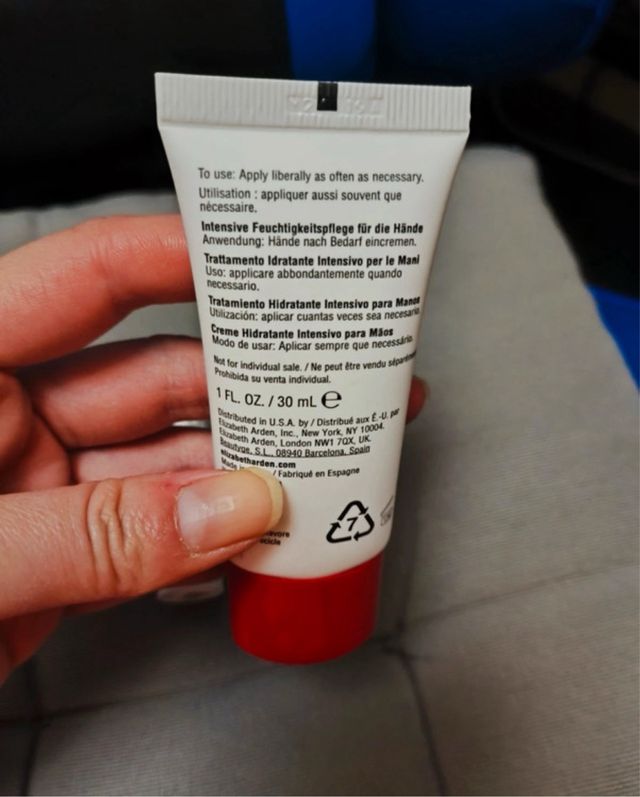 To use: Apply liberally as often as necessary.
Utilisation : appliquer aussi souvent que
nécessaire.
Intensive Feuchtigkeitspflege für die Hände
Anwendung: Hände nach Bedarf eincremen.
Trattamento Idratante Intensivo per le Mani
Uso: applicare abbondantemente quando
necessario.
Tratamiento Hidratante Intensivo para Manos
Utilización: aplicar cuantas veces sea necesario.
Creme Hidratante Intensivo para Mãos
Modo de usar: Aplicar sempre que necessário.
Not for individual sale. / Ne peut être vendu séparément.
Prohibida su venta individual.
1 FL. OZ. / 30 mL ℮
Distributed in U.S.A. by / Distribué aux É.-U. par
Elizabeth Arden, Inc., New York, NY 10004.
Elizabeth Arden, London NW1 7QX, UK.
Beautyge, S.L. 08940 Barcelona, Spain
elizabetharden.com
Made / Fabriqué en Espagne
7